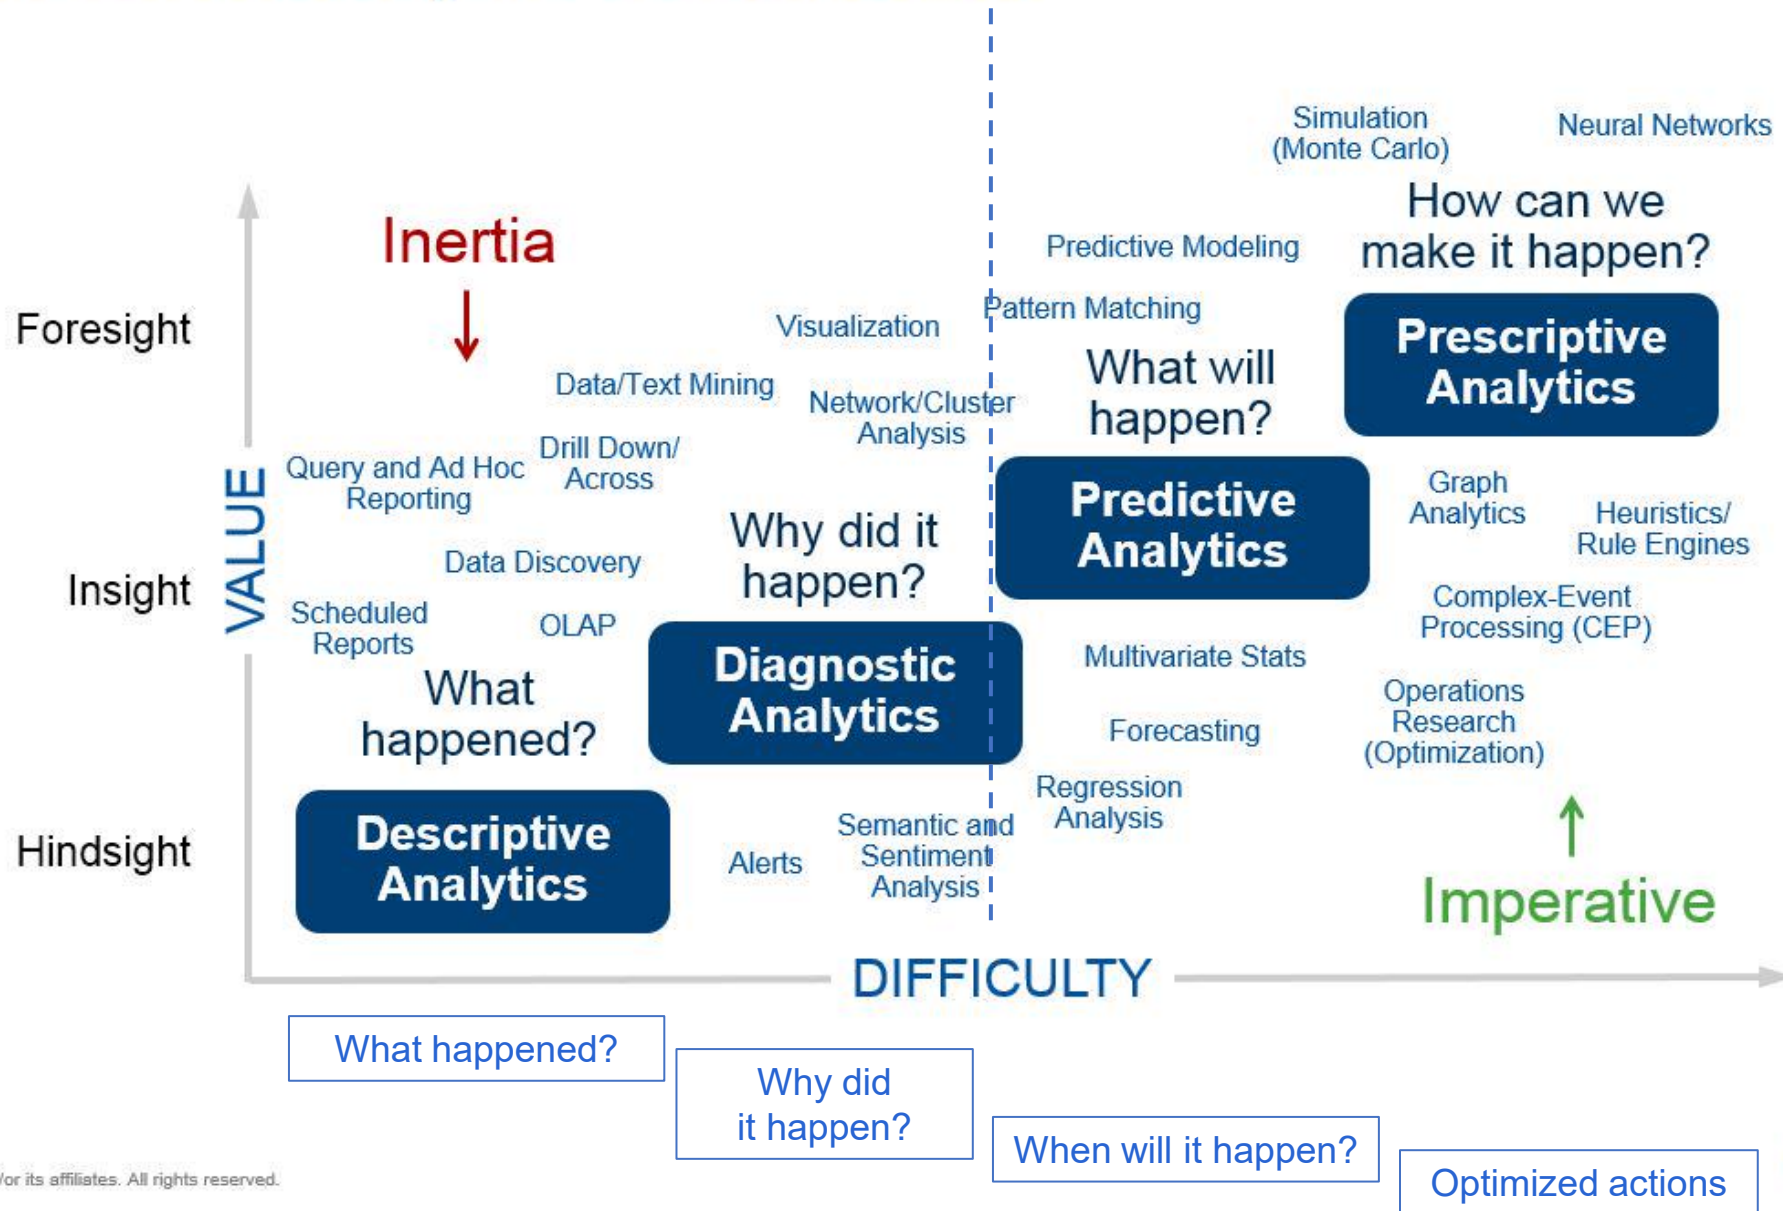 Simulation
(Monte Carlo)
Neural Networks
How can we
make it happen?
Inertia
Predictive Modeling
Foresight
Visualization
Pattern Matching
Prescriptive
Analytics
What will
happen?
Data/Text Mining
Network/Cluster
Analysis
Query and Ad Hoc
Reporting
Drill Down/
Across
Predictive
Analytics
Graph
Analytics
Heuristics/
Rule Engines
VALUE
Why did it
happen?
Data Discovery
Insight
Scheduled
Reports
OLAP
Complex-Event
Processing (CEP)
Diagnostic
Analytics
Multivariate Stats
What
happened?
Operations
Research
(Optimization)
Forecasting
Regression
Analysis
Hindsight
Descriptive
Analytics
Alerts
Semantic and
Sentiment
Analysis
Imperative
DIFFICULTY
What happened?
Why did
it happen?
When will it happen?
Optimized actions
/or its affiliates. All rights reserved.